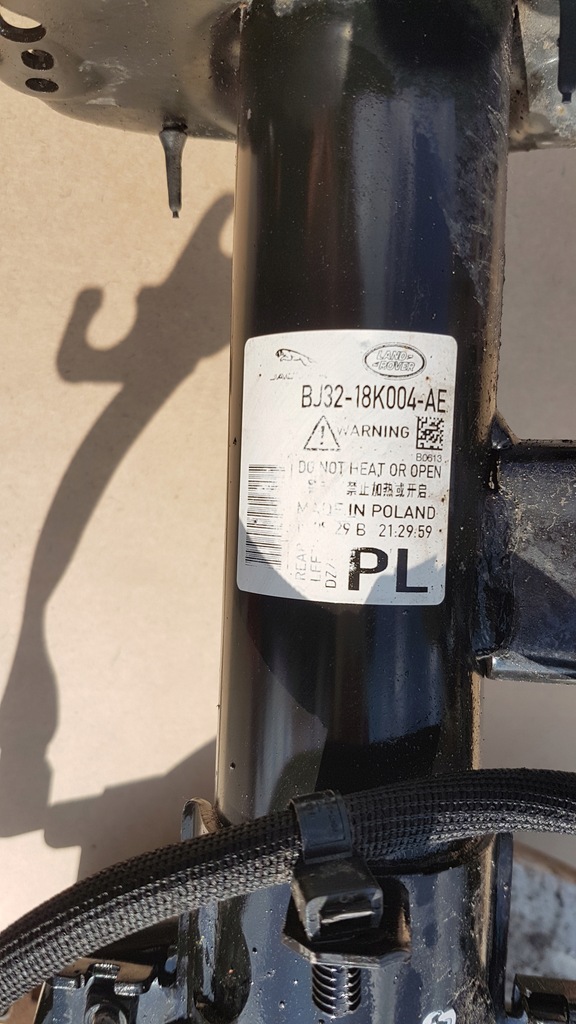 LAND-
ROVER
BJ32-18K004-AE
WARNING
B0613
DO NOT HEAT OR OPEN
禁止加热或开启
MADE IN POLAND
29 B 21:29:59
REAR
PL